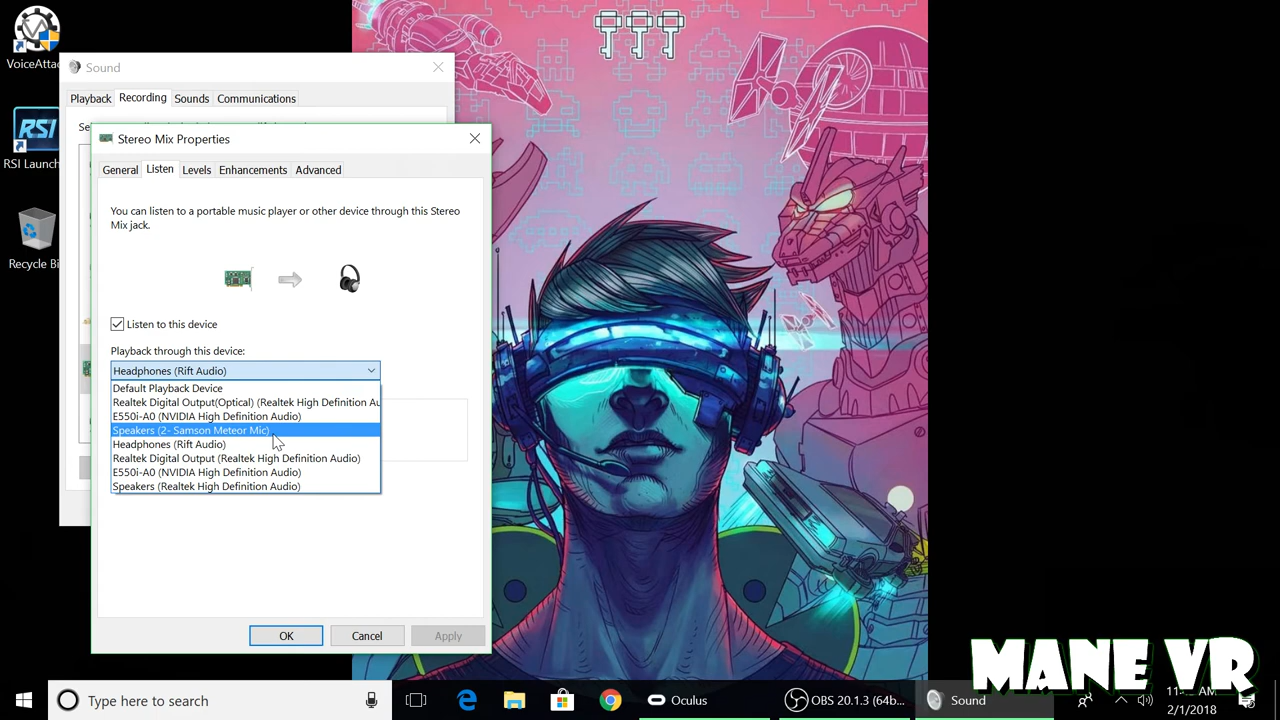 VoiceAttac
Sound
Playback
Recording
Sounds
Communications
Se
RSI
RSI Launch
Stereo Mix Properties
General
Listen
Levels
Enhancements
Advanced
You can listen to a portable music player or other device through this Stereo
Mix jack.
Recycle Bi
Listen to this device
Playback through this device:
Headphones (Rift Audio)
Default Playback Device
Realtek Digital Output(Optical) (Realtek High Definition Au
E550i-A0 (NVIDIA High Definition Audio)
Speakers (2- Samson Meteor Mic)
Headphones (Rift Audio)
Realtek Digital Output (Realtek High Definition Audio)
E550i-A0 (NVIDIA High Definition Audio)
Speakers (Realtek High Definition Audio)
OK
Cancel
Apply
MANE VR
Type here to search
Oculus
OBS 20.1.3 (64b...
Sound
AM
2/1/2018